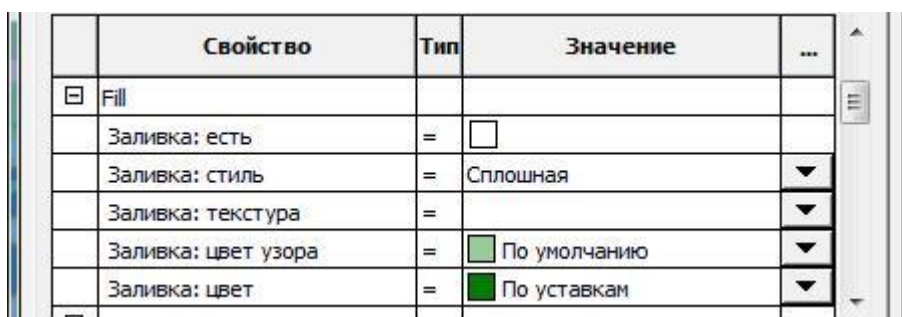 Свойство Тип Значение ...
Fill
Заливка: есть =
Заливка: стиль = Сплошная
Заливка: текстура =
Заливка: цвет узора = По умолчанию
Заливка: цвет = По уставкам